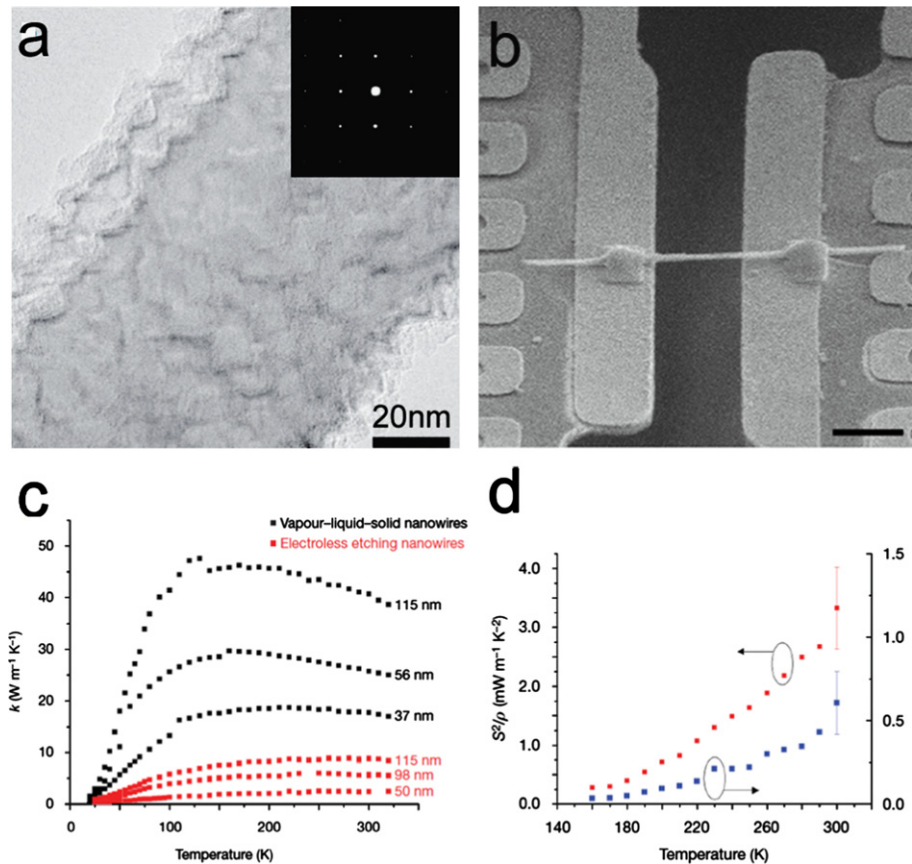 a
20nm
b
c
Vapour–liquid–solid nanowires
Electroless etching nanowires
k (W m⁻¹ K⁻¹)
50
40
30
20
10
0
115 nm
56 nm
37 nm
115 nm
98 nm
50 nm
0
100
200
300
Temperature (K)
d
S²/ρ (mW m⁻¹ K⁻²)
4.0
3.0
2.0
1.0
0.0
1.5
1.0
0.5
0.0
140
180
220
260
300
Temperature (K)